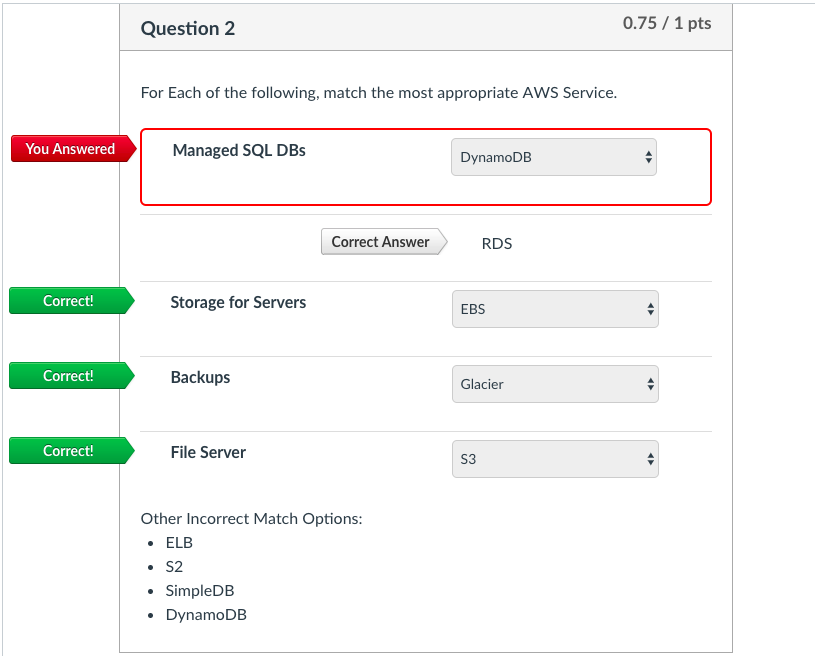 Question 2
0.75 / 1 pts
For Each of the following, match the most appropriate AWS Service.
You Answered
Managed SQL DBs
DynamoDB
Correct Answer
RDS
Correct!
Storage for Servers
EBS
Correct!
Backups
Glacier
Correct!
File Server
S3
Other Incorrect Match Options:
• ELB
• S2
• SimpleDB
• DynamoDB